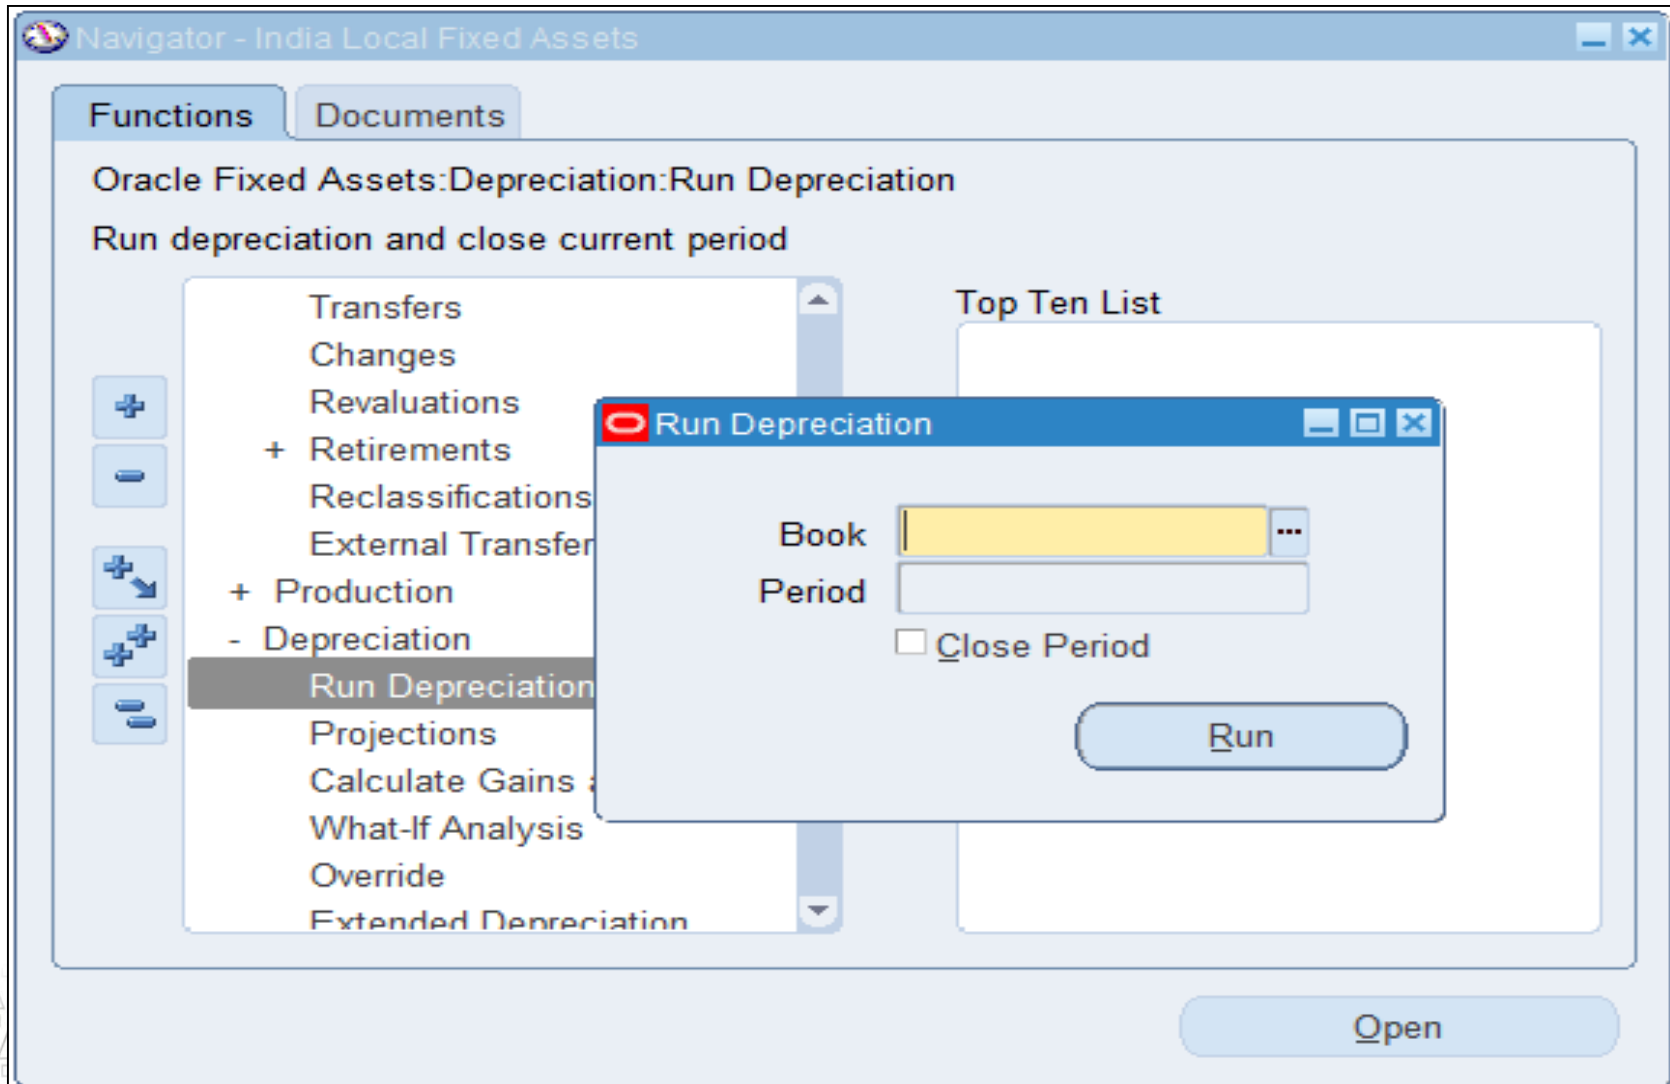 Navigator - India Local Fixed Assets
Functions
Documents
Oracle Fixed Assets:Depreciation:Run Depreciation
Run depreciation and close current period
Transfers
Changes
Revaluations
+ Retirements
Reclassifications
External Transfer
+ Production
- Depreciation
Run Depreciation
Projections
Calculate Gains
What-If Analysis
Override
Extended Depreciation
Top Ten List
Run Depreciation
Book
...
Period
Close Period
Run
Open